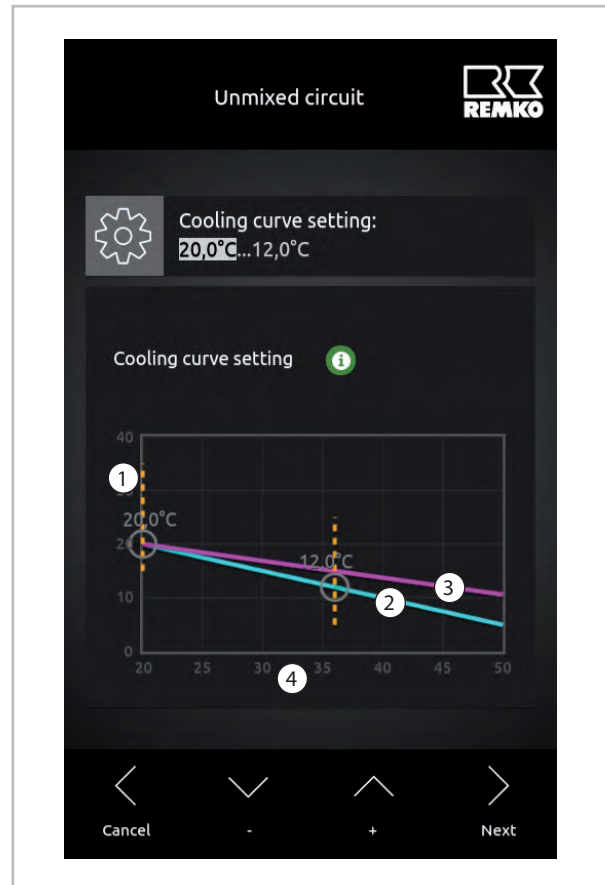 Unmixed circuit
REMKO
Cooling curve setting:
20,0°C...12,0°C
Cooling curve setting
i
40
1
20,0°C
20
12,0°C
3
2
10
0
20 25 30 35 40 45 50
4
Cancel - + Next